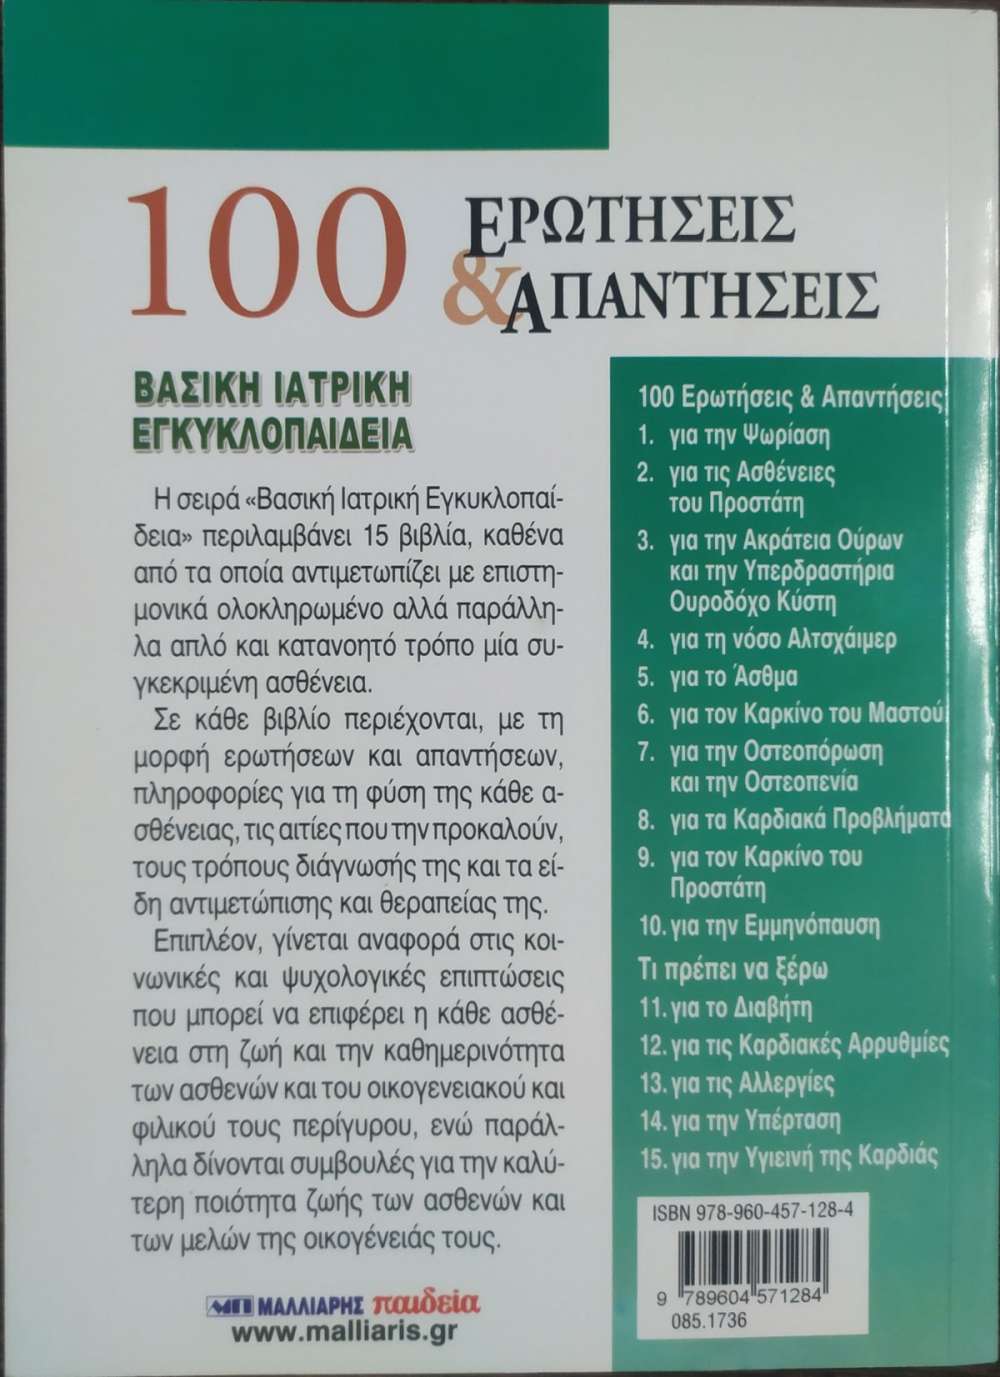 100 ΕΡΩΤΗΣΕΙΣ
& ΑΠΑΝΤΗΣΕΙΣ
ΒΑΣΙΚΗ ΙΑΤΡΙΚΗ
ΕΓΚΥΚΛΟΠΑΙΔΕΙΑ
Η σειρά «Βασική Ιατρική Εγκυκλοπαί-
δεια» περιλαμβάνει 15 βιβλία, καθένα
από τα οποία αντιμετωπίζει με επιστη-
μονικά ολοκληρωμένο αλλά παράλλη-
λα απλό και κατανοητό τρόπο μία συ-
γκεκριμένη ασθένεια.
Σε κάθε βιβλίο περιέχονται, με τη
μορφή ερωτήσεων και απαντήσεων,
πληροφορίες για τη φύση της κάθε α-
σθένειας, τις αιτίες που την προκαλούν,
τους τρόπους διάγνωσής της και τα εί-
δη αντιμετώπισης και θεραπείας της.
Επιπλέον, γίνεται αναφορά στις κοι-
νωνικές και ψυχολογικές επιπτώσεις
που μπορεί να επιφέρει η κάθε ασθέ-
νεια στη ζωή και την καθημερινότητα
των ασθενών και του οικογενειακού και
φιλικού τους περίγυρου, ενώ παράλ-
ληλα δίνονται συμβουλές για την καλύ-
τερη ποιότητα ζωής των ασθενών και
των μελών της οικογένειάς τους.
ΜΠ ΜΑΛΛΙΑΡΗΣ παιδεία
www.malliaris.gr
100 Ερωτήσεις & Απαντήσεις
1. για την Ψωρίαση
2. για τις Ασθένειες
του Προστάτη
3. για την Ακράτεια Ούρων
και την Υπερδραστήρια
Ουροδόχο Κύστη
4. για τη νόσο Αλτσχάιμερ
5. για το Άσθμα
6. για τον Καρκίνο του Μαστού
7. για την Οστεοπόρωση
και την Οστεοπενία
8. για τα Καρδιακά Προβλήματα
9. για τον Καρκίνο του
Προστάτη
10. για την Εμμηνόπαυση
Τι πρέπει να ξέρω
11. για το Διαβήτη
12. για τις Καρδιακές Αρρυθμίες
13. για τις Αλλεργίες
14. για την Υπέρταση
15. για την Υγιεινή της Καρδιάς
ISBN 978-960-457-128-4
9 789604 571284
085.1736